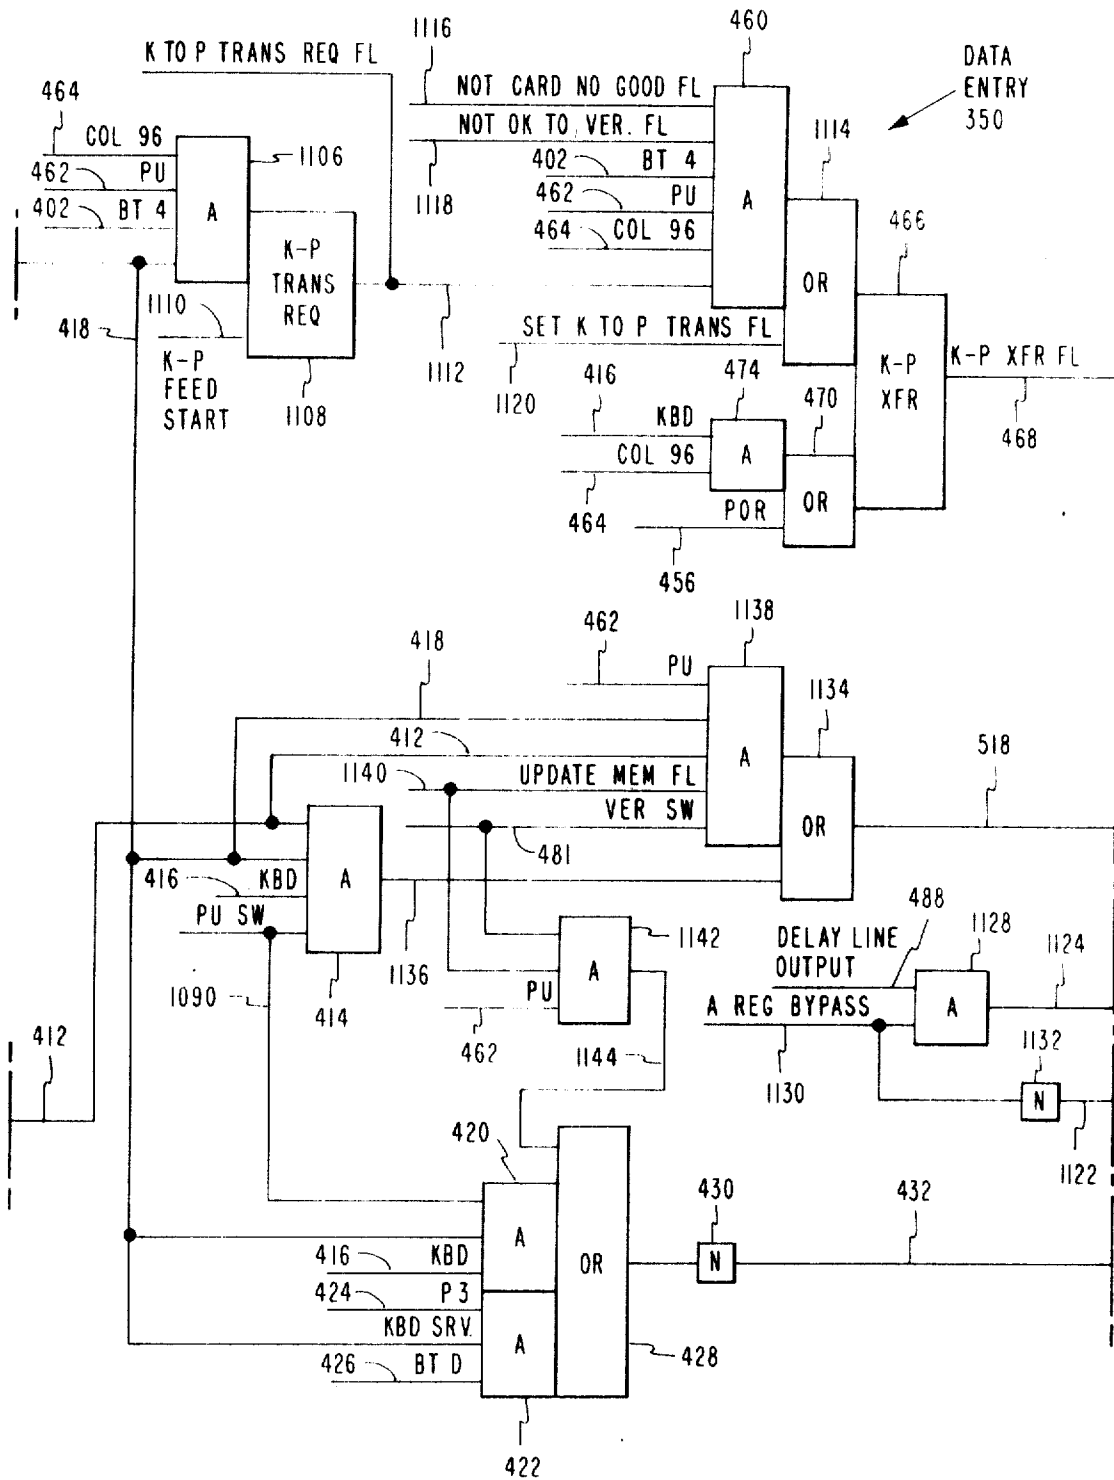 1116
460
K TO P TRANS REQ FL
DATA
ENTRY
350
464
NOT CARD NO GOOD FL
1114
COL 96
1106
NOT OK TO VER. FL
462
PU
402
BT 4
A
402
BT 4
1118
462
PU
A
464
COL 96
466
K-P
TRANS
REQ
OR
1110
418
SET K TO P TRANS FL
K-P
FEED
START
1108
1112
1120
416
474
470
K-P
XFR
K-P XFR FL
KBD
COL 96
A
468
464
POR
OR
456
462
1138
418
PU
1134
412
518
1140
UPDATE MEM FL
A
VER SW
OR
481
416
KBD
A
488
PU SW
1142
DELAY LINE
OUTPUT
1128
1124
1136
A
1090
414
PU
A REG BYPASS
A
412
462
1132
1144
1130
N
420
1122
430
432
A
416
KBD
OR
N
424
P3
KBD SRV.
A
426
BT D
428
422